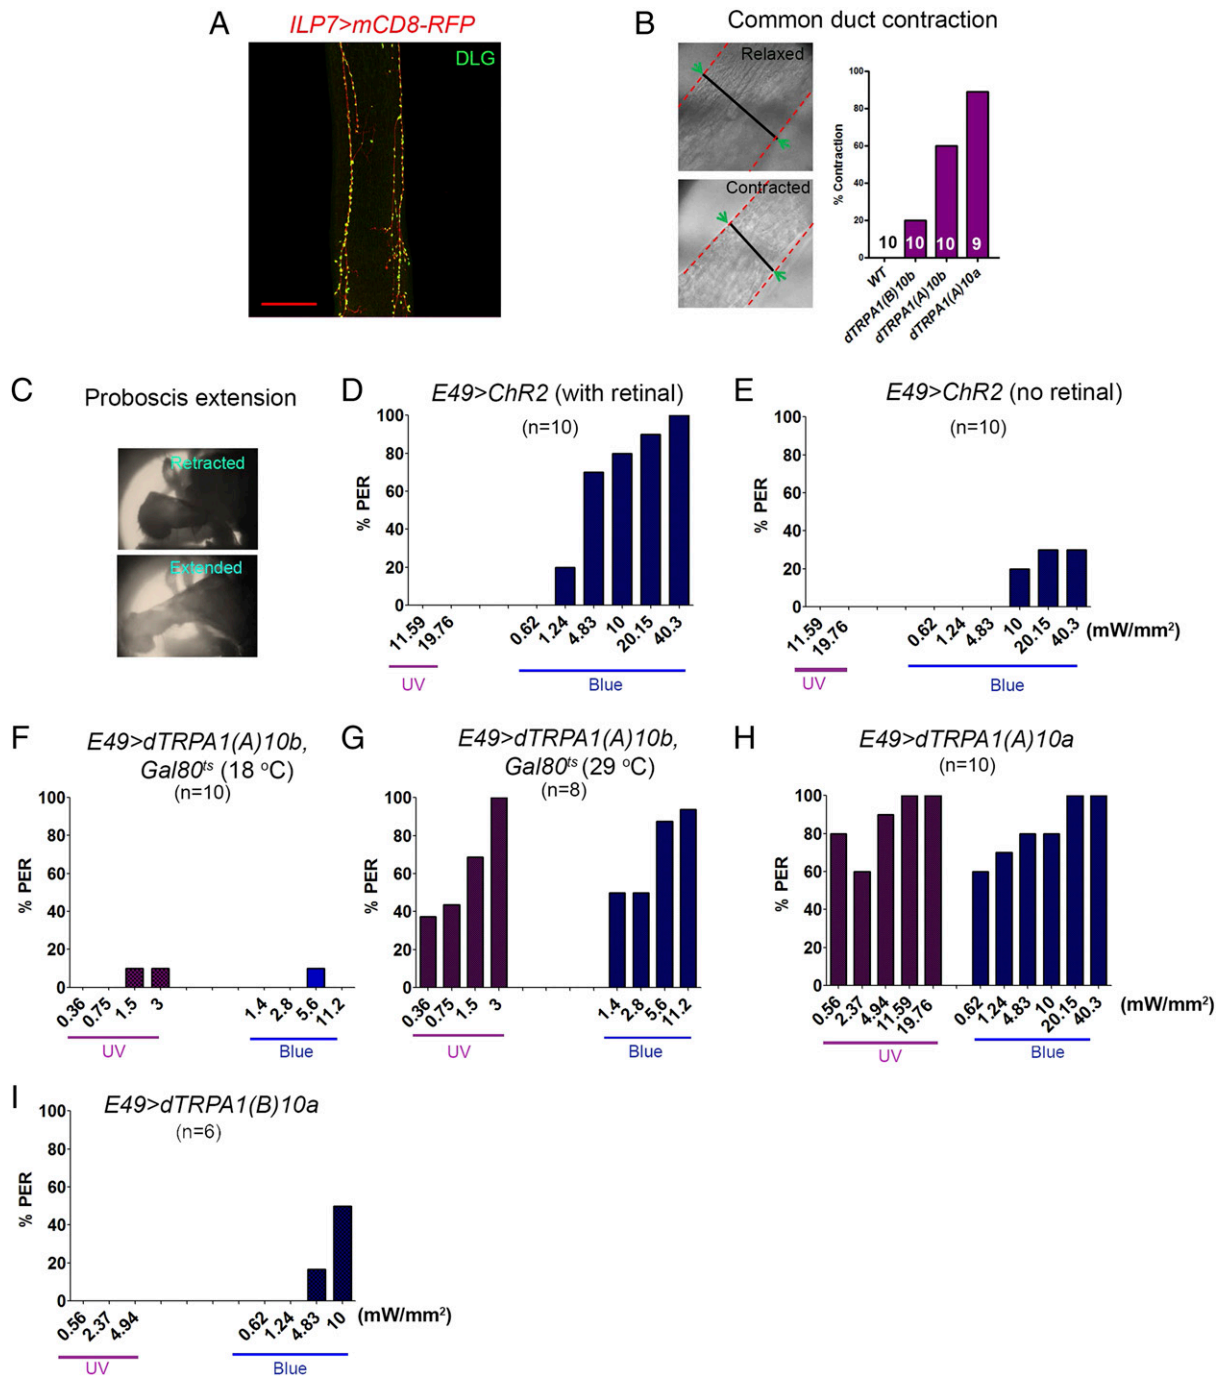 A
ILP7>mCD8-RFP
DLG
B
Common duct contraction
Relaxed
Contracted
% Contraction
100
80
60
40
20
0
10
10
10
9
WT
dTRPA1(B)10b
dTRPA1(A)10b
dTRPA1(A)10a
C
Proboscis extension
Retracted
Extended
D
E49>ChR2 (with retinal)
(n=10)
% PER
100
80
60
40
20
0
11.59
19.76
0.62
1.24
4.83
10
20.15
40.3
UV
Blue
E
E49>ChR2 (no retinal)
(n=10)
% PER
100
80
60
40
20
0
11.59
19.76
0.62
1.24
4.83
10
20.15
40.3
(mW/mm²)
UV
Blue
F
E49>dTRPA1(A)10b,
Gal80ts (18 °C)
(n=10)
% PER
100
80
60
40
20
0
0.36
0.75
1.5
3
1.4
2.8
5.6
11.2
UV
Blue
G
E49>dTRPA1(A)10b,
Gal80ts (29 °C)
(n=8)
% PER
100
80
60
40
20
0
0.36
0.75
1.5
3
1.4
2.8
5.6
11.2
UV
Blue
H
E49>dTRPA1(A)10a
(n=10)
% PER
100
80
60
40
20
0
0.56
2.37
4.94
11.59
19.76
0.62
1.24
4.83
10
20.15
40.3
(mW/mm²)
UV
Blue
I
E49>dTRPA1(B)10a
(n=6)
% PER
100
80
60
40
20
0
0.56
2.37
4.94
0.62
1.24
4.83
10
(mW/mm²)
UV
Blue